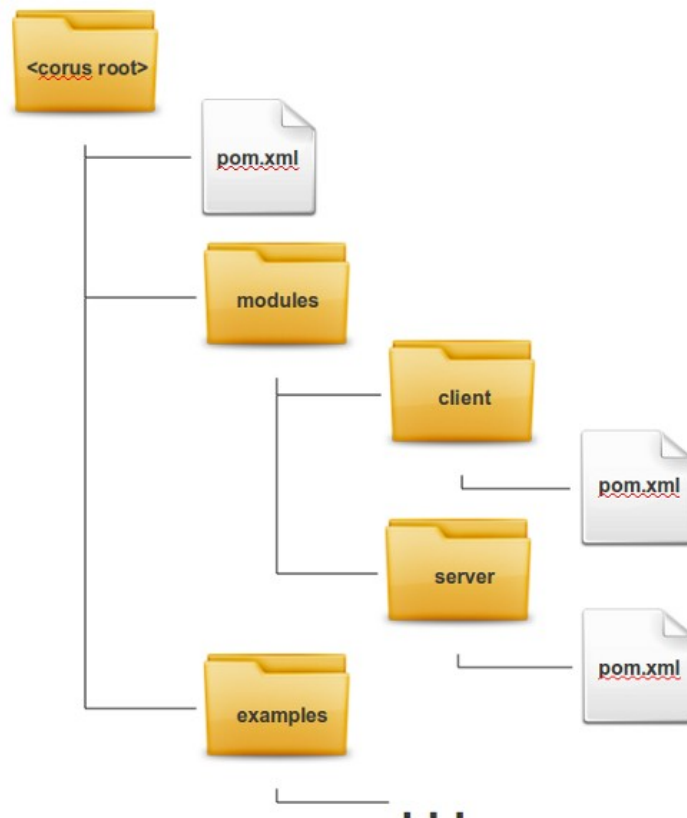 <corus root>
pom.xml
modules
client
pom.xml
server
pom.xml
examples